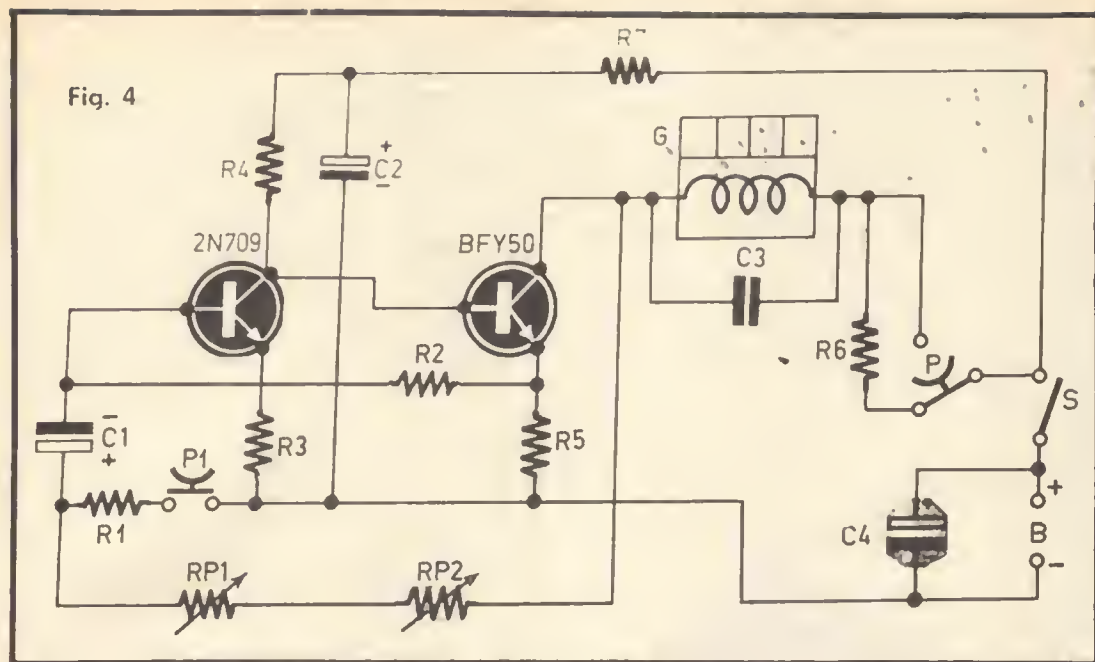 Fig. 4
R4
+
C2
-
G
2N709
BFY50
C3
R2
R6
P
S
-
C1
+
R3
P1
R5
R1
C4
+
B
-
RP1
RP2